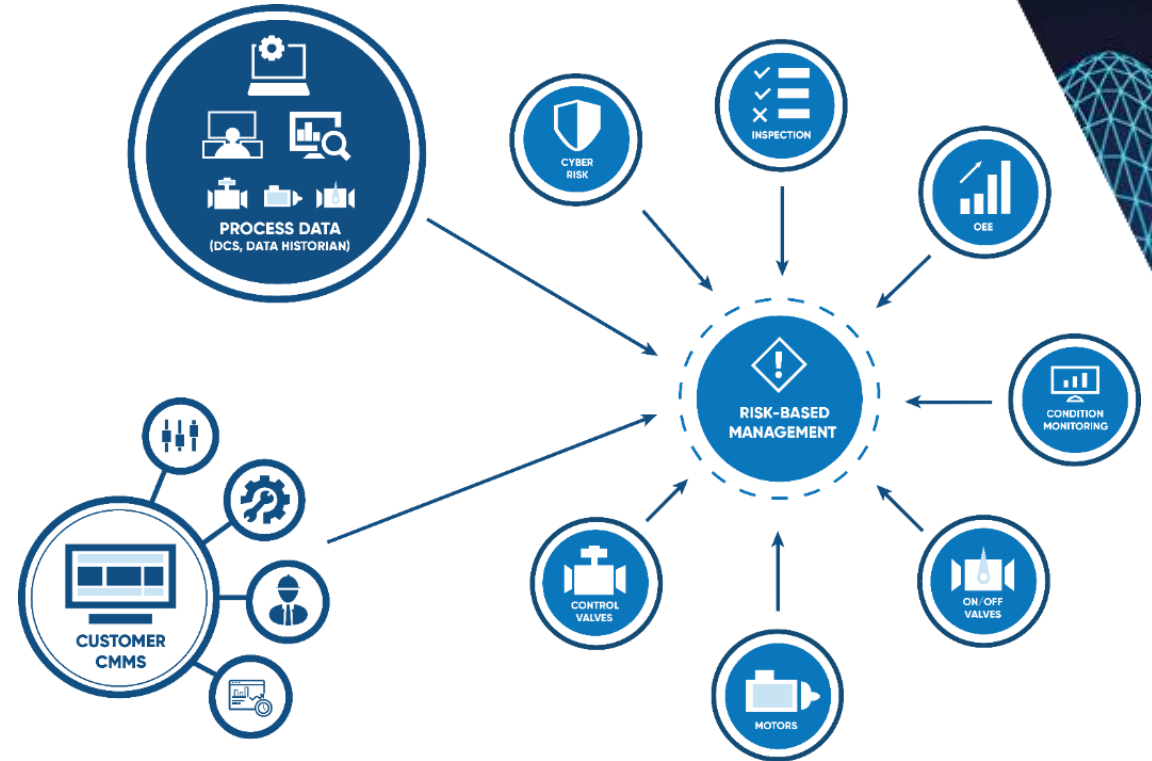 PROCESS DATA
(DCS, DATA HISTORIAN)
CYBER
RISK
INSPECTION
OEE
CONDITION
MONITORING
RISK-BASED
MANAGEMENT
CONTROL
VALVES
ON/OFF
VALVES
MOTORS
CUSTOMER
CMMS